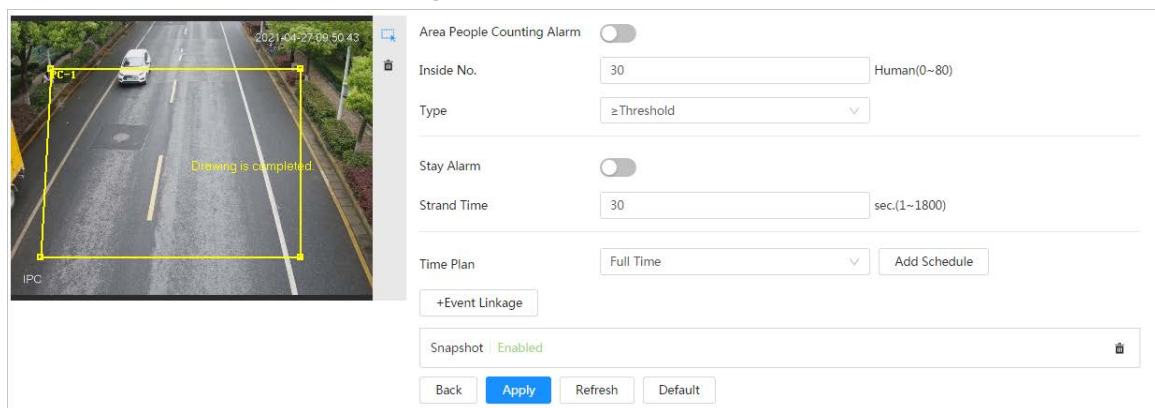 2021-04-27 09:50:43
PC-1
Drawing is completed.
IPC
Area People Counting Alarm
Inside No.
30
Human(0~80)
Type
≥Threshold
Stay Alarm
Strand Time
30
sec.(1~1800)
Time Plan
Full Time
Add Schedule
+Event Linkage
Snapshot Enabled
Back Apply Refresh Default